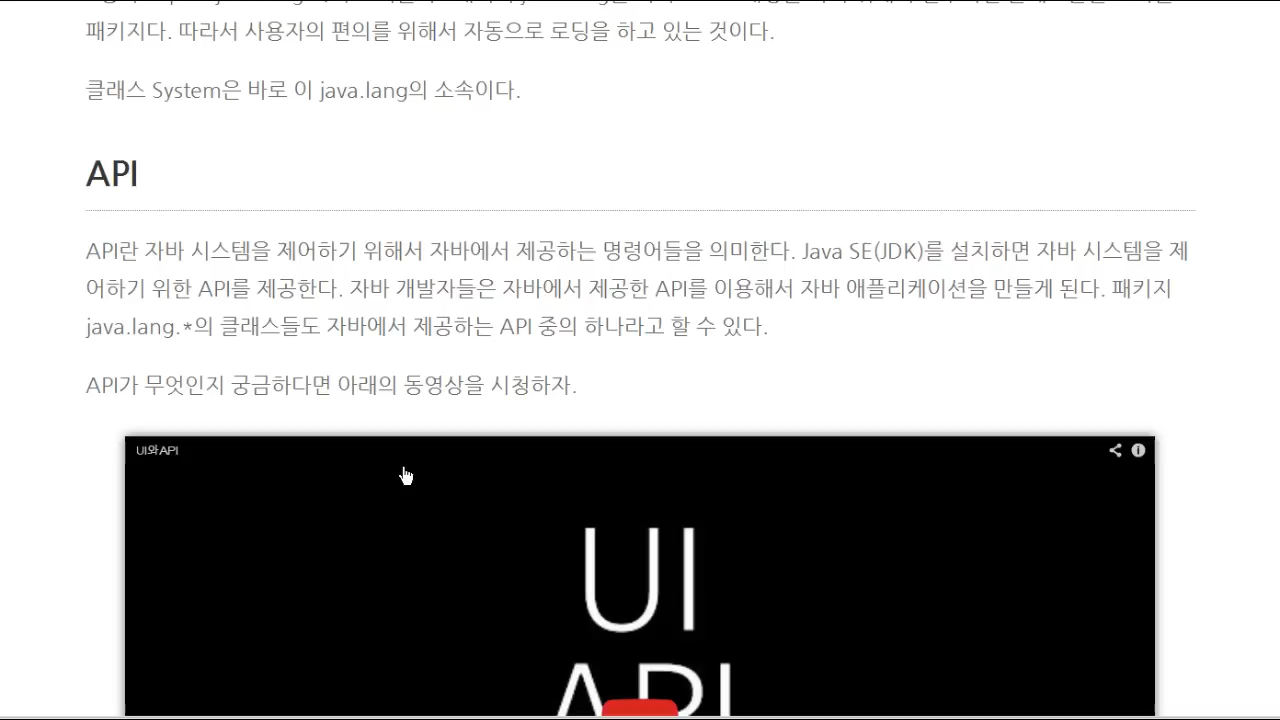 패키지다. 따라서 사용자의 편의를 위해서 자동으로 로딩을 하고 있는 것이다.
클래스 System은 바로 이 java.lang의 소속이다.
API
API란 자바 시스템을 제어하기 위해서 자바에서 제공하는 명령어들을 의미한다. Java SE(JDK)를 설치하면 자바 시스템을 제
어하기 위한 API를 제공한다. 자바 개발자들은 자바에서 제공한 API를 이용해서 자바 애플리케이션을 만들게 된다. 패키지
java.lang.*의 클래스들도 자바에서 제공하는 API 중의 하나라고 할 수 있다.
API가 무엇인지 궁금하다면 아래의 동영상을 시청하자.
UI와 API
UI
API